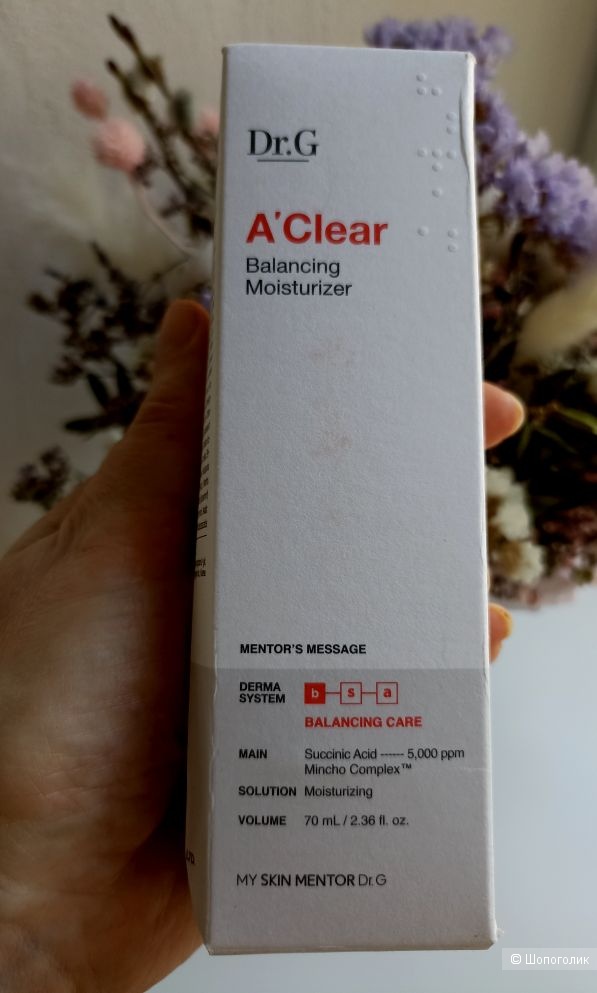 Dr.G
A'Clear
Balancing
Moisturizer
MENTOR'S MESSAGE
DERMA
SYSTEM
b s a
BALANCING CARE
MAIN Succinic Acid ------ 5,000 ppm
Mincho Complex™
SOLUTION Moisturizing
VOLUME 70 mL / 2.36 fl. oz.
MY SKIN MENTOR Dr.G
© Шопоголик